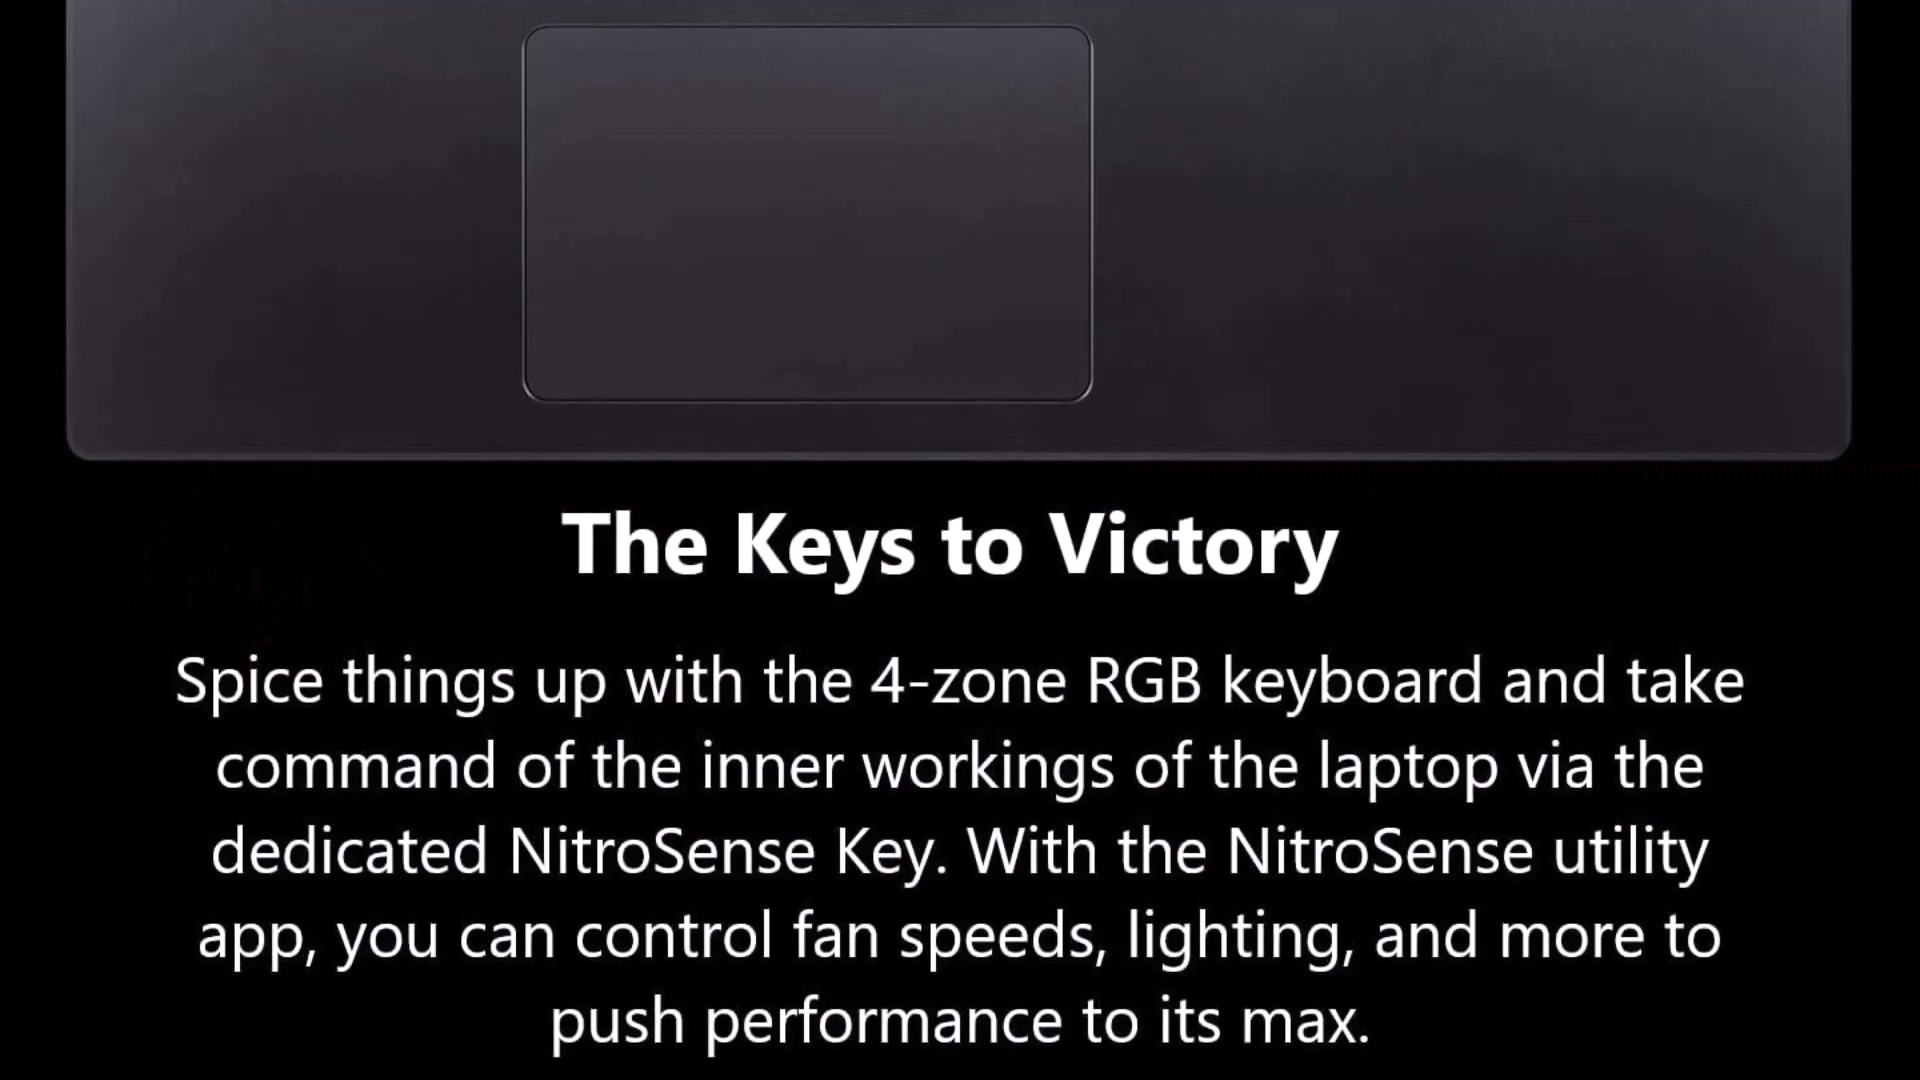 The Keys to Victory
Spice things up with the 4-zone RGB keyboard and take
command of the inner workings of the laptop via the
dedicated NitroSense Key. With the NitroSense utility
app, you can control fan speeds, lighting, and more to
push performance to its max.